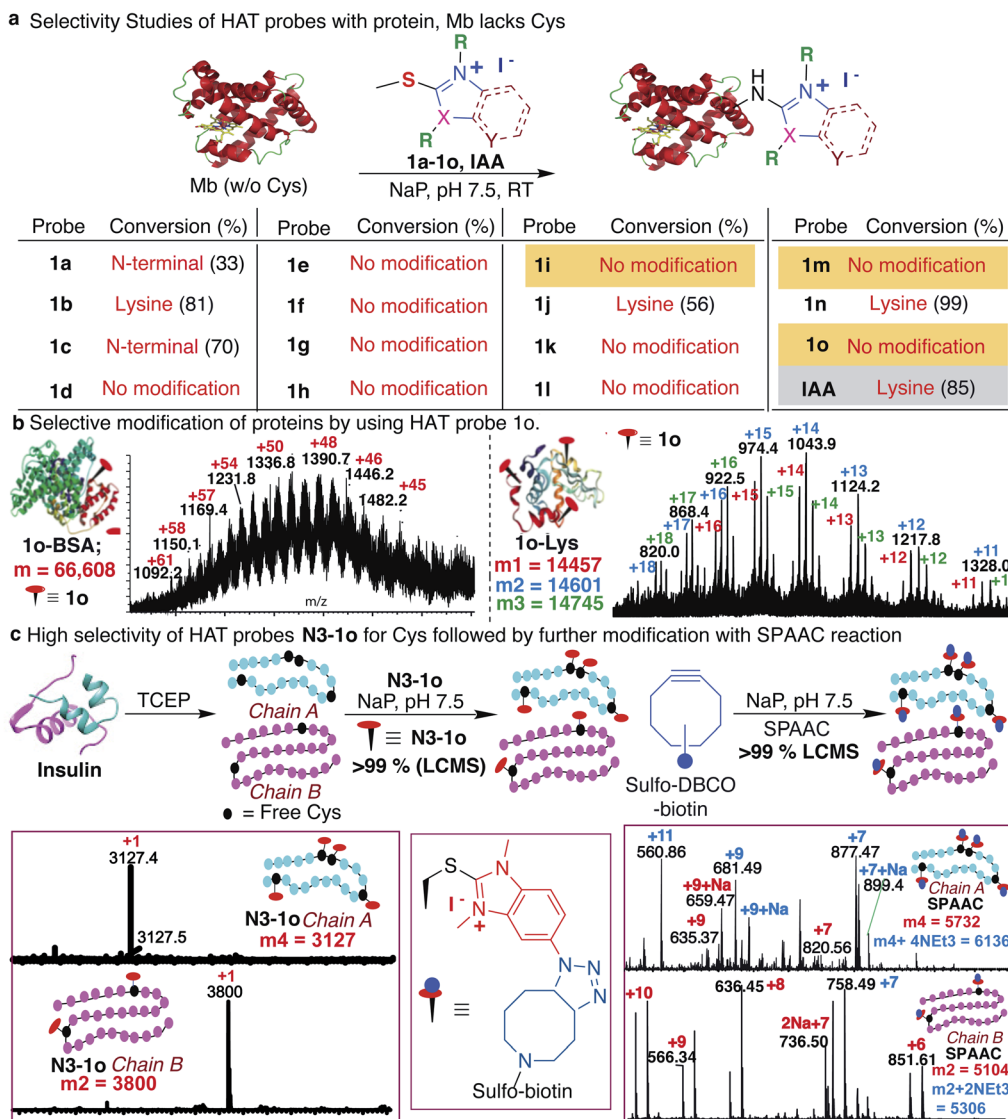 a Selectivity Studies of HAT probes with protein, Mb lacks Cys
R
N+ I-
S
X
R
Y
Mb (w/o Cys)
1a-1o, IAA
NaP, pH 7.5, RT
H
N
R
N+ I-
X
R
Y
Probe Conversion (%) Probe Conversion (%) Probe Conversion (%) Probe Conversion (%)
1a N-terminal (33) 1e No modification 1i No modification 1m No modification
1b Lysine (81) 1f No modification 1j Lysine (56) 1n Lysine (99)
1c N-terminal (70) 1g No modification 1k No modification 1o No modification
1d No modification 1h No modification 1l No modification IAA Lysine (85)
b Selective modification of proteins by using HAT probe 1o.
1o-BSA;
m = 66,608
≡ 1o
+61
1092.2
+58
1150.1
+57
1169.4
+54
1231.8
+50
1336.8
+48
1390.7
+46
1446.2
1482.2
+45
m/z
≡ 1o
1o-Lys
m1 = 14457
m2 = 14601
m3 = 14745
+18
820.0
+18
+17
+17
868.4
+16
+16
922.5
+16
+15
+15
974.4
+15
+14
+14
1043.9
+14
+13
+13
1124.2
+13
+12
+12
1217.8
+12
+11
+11
1328.0
+1
c High selectivity of HAT probes N3-1o for Cys followed by further modification with SPAAC reaction
Insulin
TCEP
Chain A
Chain B
= Free Cys
N3-1o
NaP, pH 7.5
≡ N3-1o
>99 % (LCMS)
Sulfo-DBCO
-biotin
NaP, pH 7.5
SPAAC
>99 % LCMS
+1
3127.4
3127.5
N3-1o Chain A
m4 = 3127
+1
3800
N3-1o Chain B
m2 = 3800
S
N
I-
N
+
≡
N
N
N
N
Sulfo-biotin
+11
560.86
+9
635.37
+9+Na
659.47
+9
681.49
+9+Na
+7
820.56
+7
877.47
+7+Na
899.4
Chain A
SPAAC
m4 = 5732
m4+ 4NEt3 = 6136
+10
+9
566.34
636.45 +8
2Na+7
736.50
758.49 +7
+6
851.61
Chain B
SPAAC
m2 = 5104
m2+2NEt3
= 5306